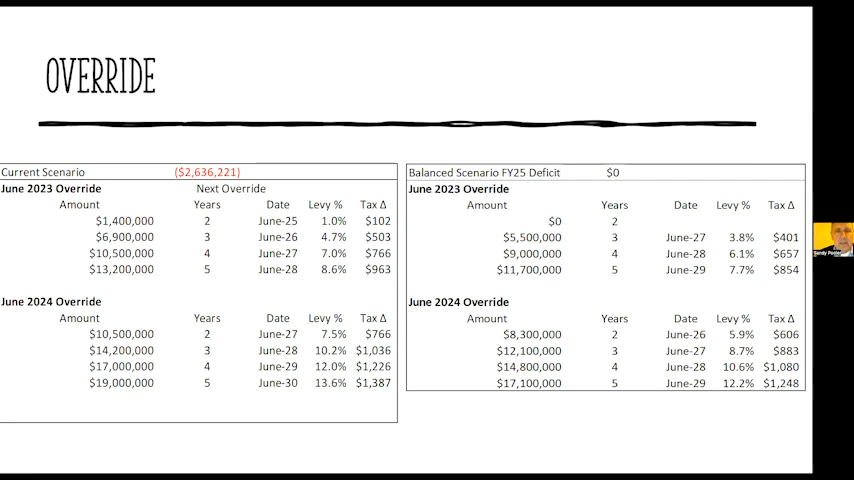 OVERRIDE
Current Scenario ($2,636,221)
June 2023 Override Next Override
Amount Years Date Levy % Tax Δ
$1,400,000 2 June-25 1.0% $102
$6,900,000 3 June-26 4.7% $503
$10,500,000 4 June-27 7.0% $766
$13,200,000 5 June-28 8.6% $963
June 2024 Override
Amount Years Date Levy % Tax Δ
$10,500,000 2 June-27 7.5% $766
$14,200,000 3 June-28 10.2% $1,036
$17,000,000 4 June-29 12.0% $1,226
$19,000,000 5 June-30 13.6% $1,387
Balanced Scenario FY25 Deficit $0
June 2023 Override
Amount Years Date Levy % Tax Δ
$0 2
$5,500,000 3 June-27 3.8% $401
$9,000,000 4 June-28 6.1% $657
$11,700,000 5 June-29 7.7% $854
June 2024 Override
Amount Years Date Levy % Tax Δ
$8,300,000 2 June-26 5.9% $606
$12,100,000 3 June-27 8.7% $883
$14,800,000 4 June-28 10.6% $1,080
$17,100,000 5 June-29 12.2% $1,248